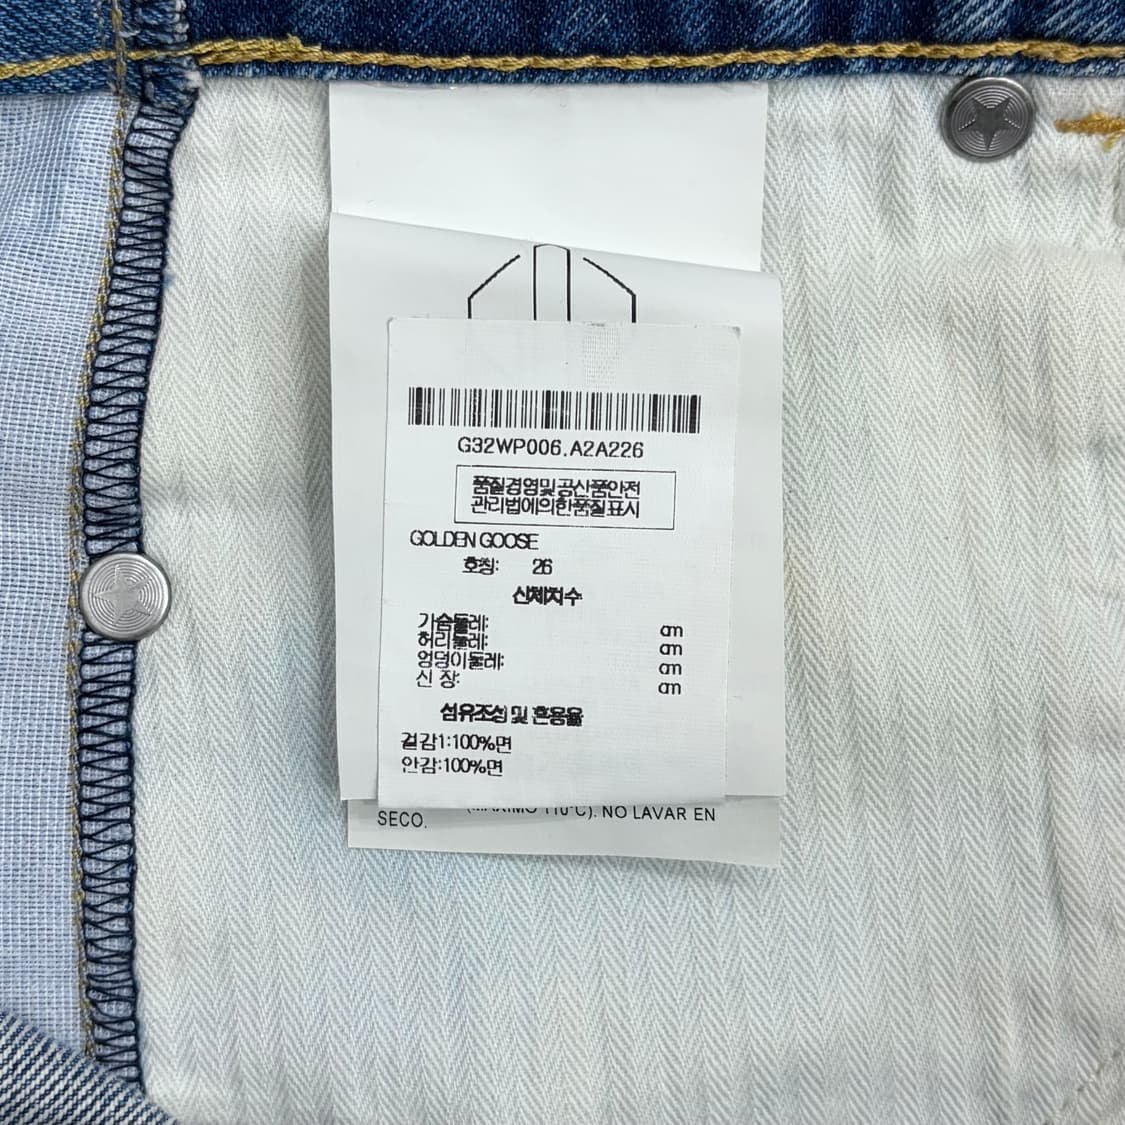 G32WP006.A2A226
품질경영및공산품안전
관리법에의한품질표시
GOLDEN GOOSE
호칭: 26
신체치수
가슴둘레: cm
허리둘레: cm
엉덩이둘레: cm
신 장: cm
섬유조성 및 혼용율
겉감1:100%면
안감:100%면
(MAXIMO 110°C). NO LAVAR EN
SECO.